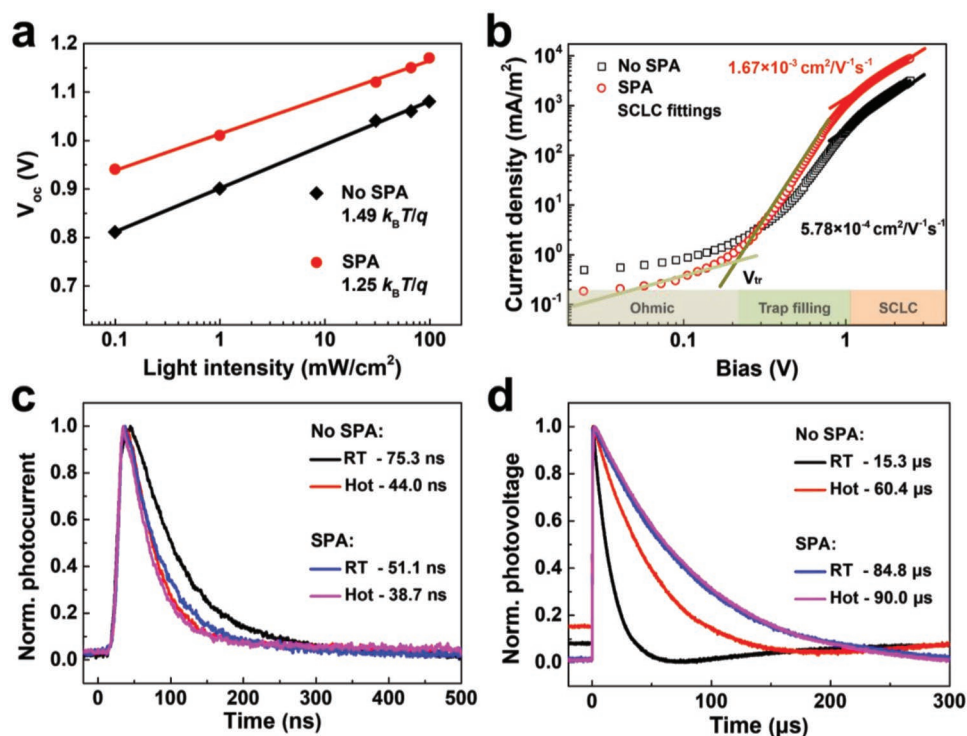 a
1.2
1.1
1.0
0.9
0.8
0.7
V_oc (V)
No SPA
1.49 k_BT/q
SPA
1.25 k_BT/q
0.1 1 10 100
Light intensity (mW/cm²)
b
10⁴
10³
10²
10¹
10⁰
10⁻¹
Current density (mA/m²)
No SPA
SPA
SCLC fittings
1.67×10⁻³ cm²/V⁻¹s⁻¹
5.78×10⁻⁴ cm²/V⁻¹s⁻¹
V_tr
Ohmic Trap filling SCLC
0.1 1
Bias (V)
c
1.0
0.8
0.6
0.4
0.2
0.0
Norm. photocurrent
No SPA:
RT - 75.3 ns
Hot - 44.0 ns
SPA:
RT - 51.1 ns
Hot - 38.7 ns
0 100 200 300 400 500
Time (ns)
d
1.0
0.8
0.6
0.4
0.2
0.0
Norm. photovoltage
No SPA:
RT - 15.3 µs
Hot - 60.4 µs
SPA:
RT - 84.8 µs
Hot - 90.0 µs
0 100 200 300
Time (µs)